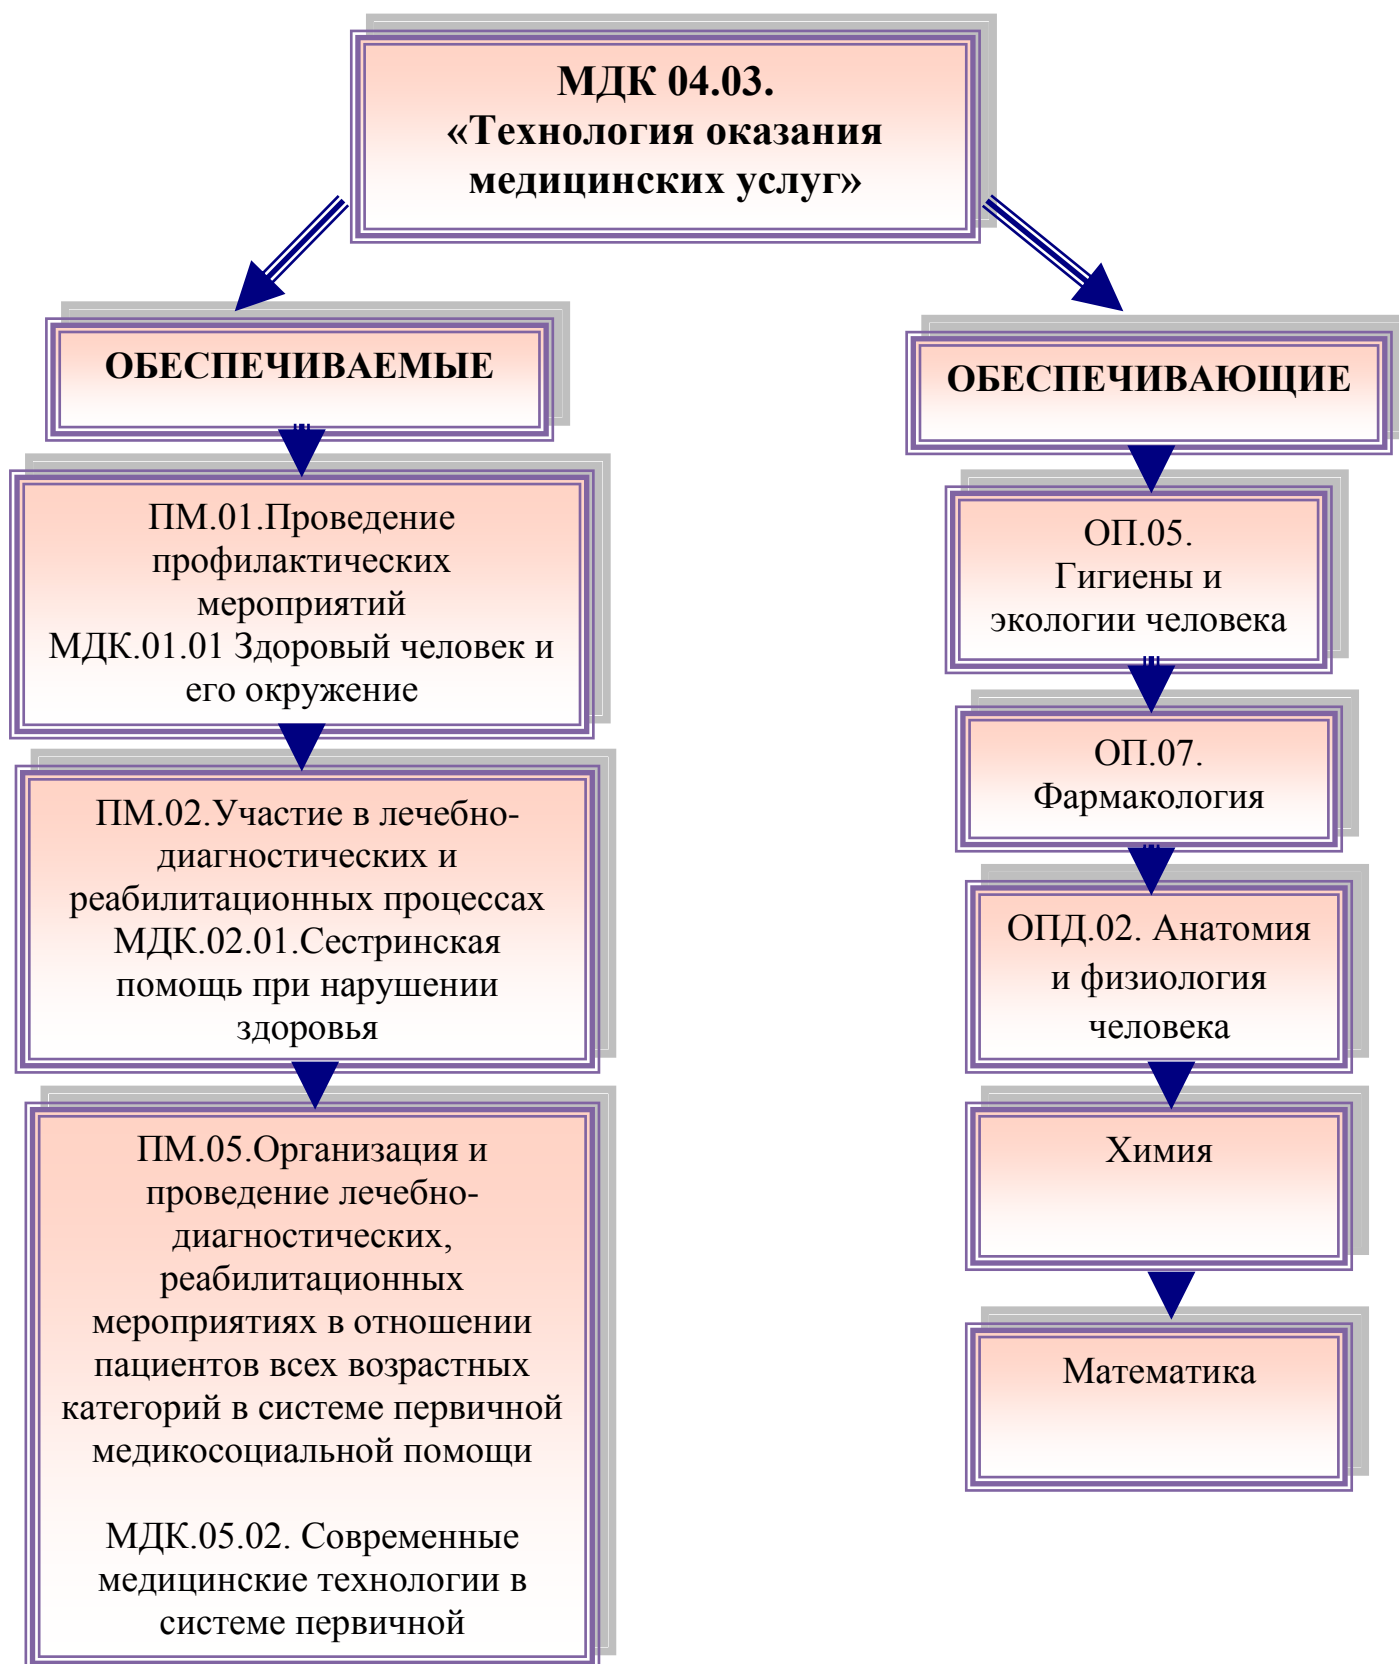 МДК 04.03.
«Технология оказания
медицинских услуг»
ОБЕСПЕЧИВАЕМЫЕ
ПМ.01.Проведение
профилактических
мероприятий
МДК.01.01 Здоровый человек и
его окружение
ПМ.02.Участие в лечебно-
диагностических и
реабилитационных процессах
МДК.02.01.Сестринская
помощь при нарушении
здоровья
ПМ.05.Организация и
проведение лечебно-
диагностических,
реабилитационных
мероприятиях в отношении
пациентов всех возрастных
категорий в системе первичной
медикосоциальной помощи
МДК.05.02. Современные
медицинские технологии в
системе первичной
ОБЕСПЕЧИВАЮЩИЕ
ОП.05.
Гигиены и
экологии человека
ОП.07.
Фармакология
ОПД.02. Анатомия
и физиология
человека
Химия
Математика